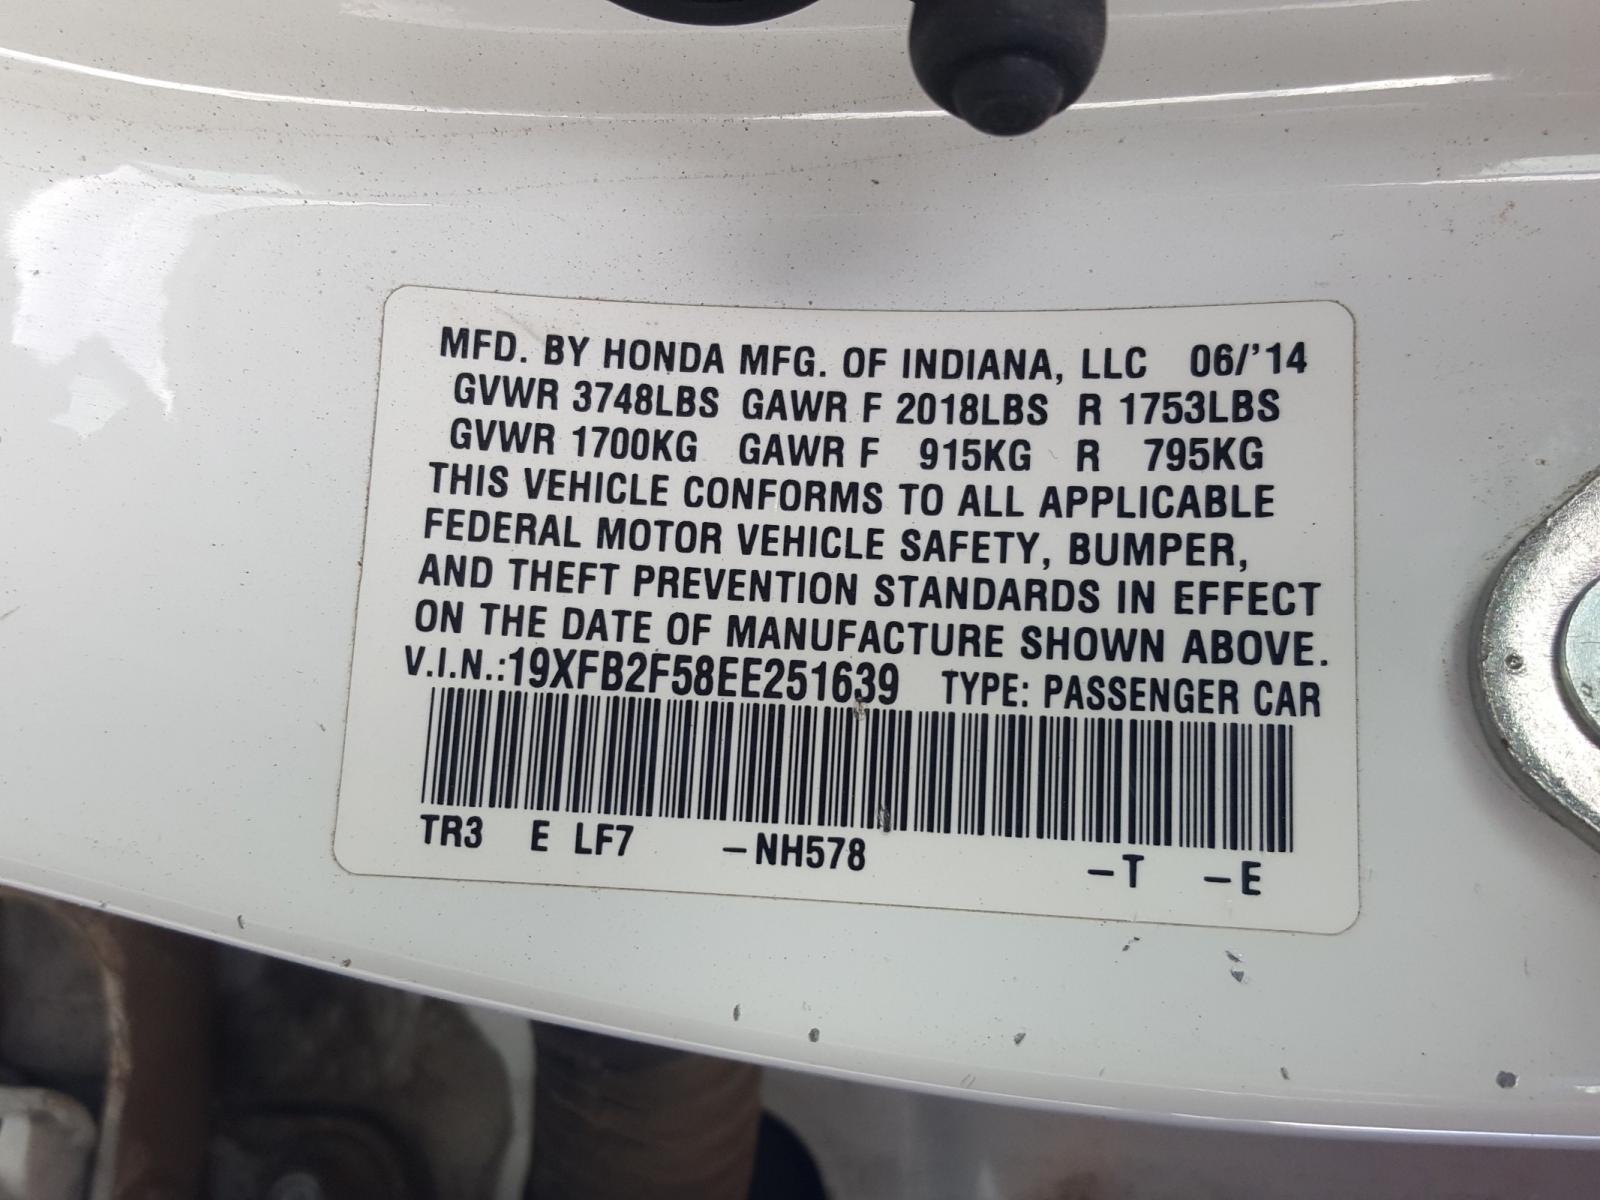 MFD. BY HONDA MFG. OF INDIANA, LLC 06/'14
GVWR 3748LBS GAWR F 2018LBS R 1753LBS
GVWR 1700KG GAWR F 915KG R 795KG
THIS VEHICLE CONFORMS TO ALL APPLICABLE
FEDERAL MOTOR VEHICLE SAFETY, BUMPER,
AND THEFT PREVENTION STANDARDS IN EFFECT
ON THE DATE OF MANUFACTURE SHOWN ABOVE.
V.I.N.:19XFB2F58EE251639 TYPE: PASSENGER CAR
TR3 E LF7 –NH578 –T –E